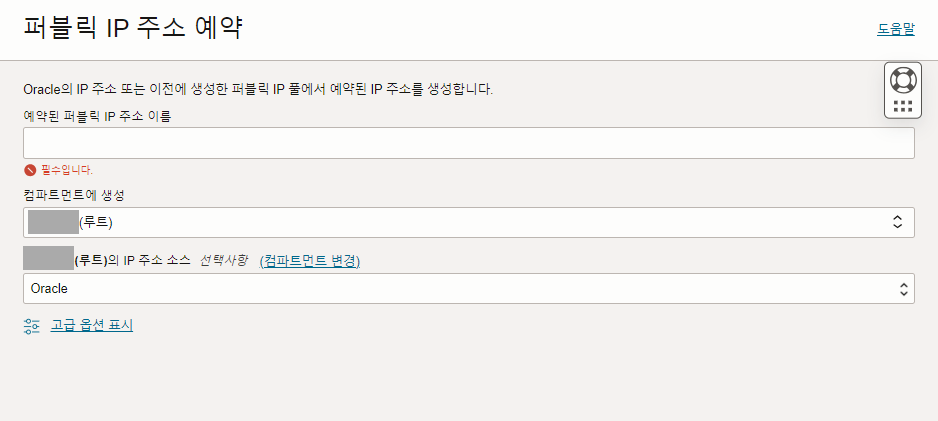 퍼블릭 IP 주소 예약
도움말
Oracle의 IP 주소 또는 이전에 생성한 퍼블릭 IP 풀에서 예약된 IP 주소를 생성합니다.
예약된 퍼블릭 IP 주소 이름
필수입니다.
컴파트먼트에 생성
(루트)
(루트)의 IP 주소 소스 선택사항 (컴파트먼트 변경)
Oracle
고급 옵션 표시